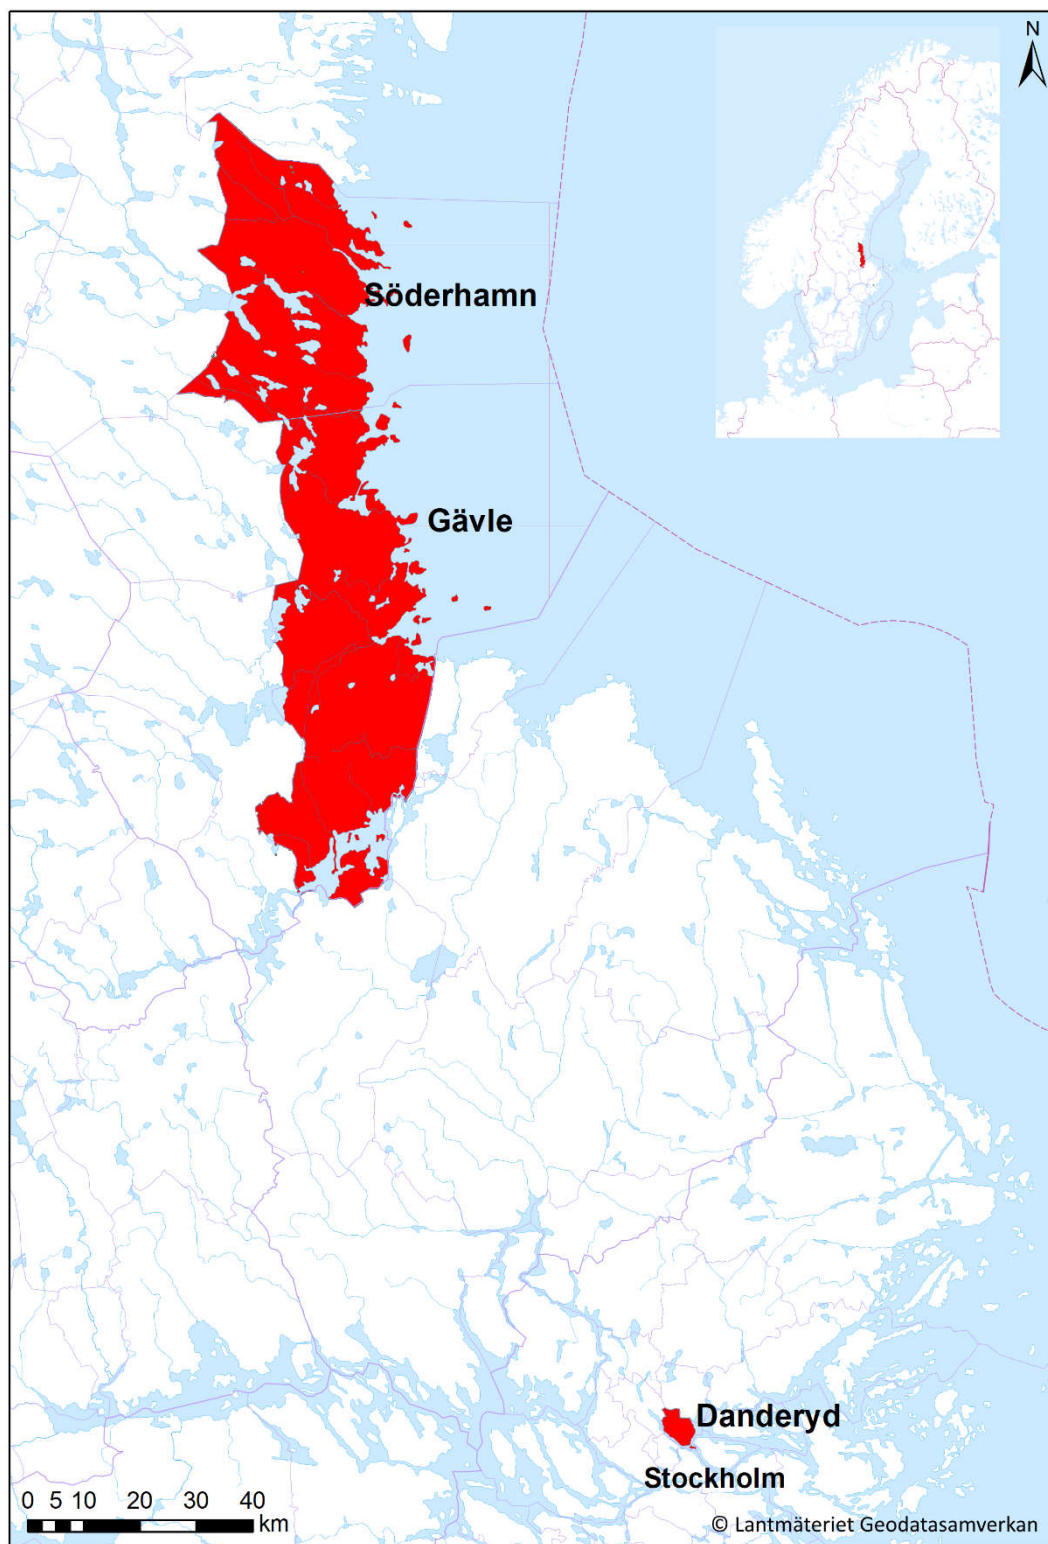 N
Söderhamn
Gävle
Danderyd
Stockholm
0 5 10 20 30 40
km
© Lantmäteriet Geodatasamverkan